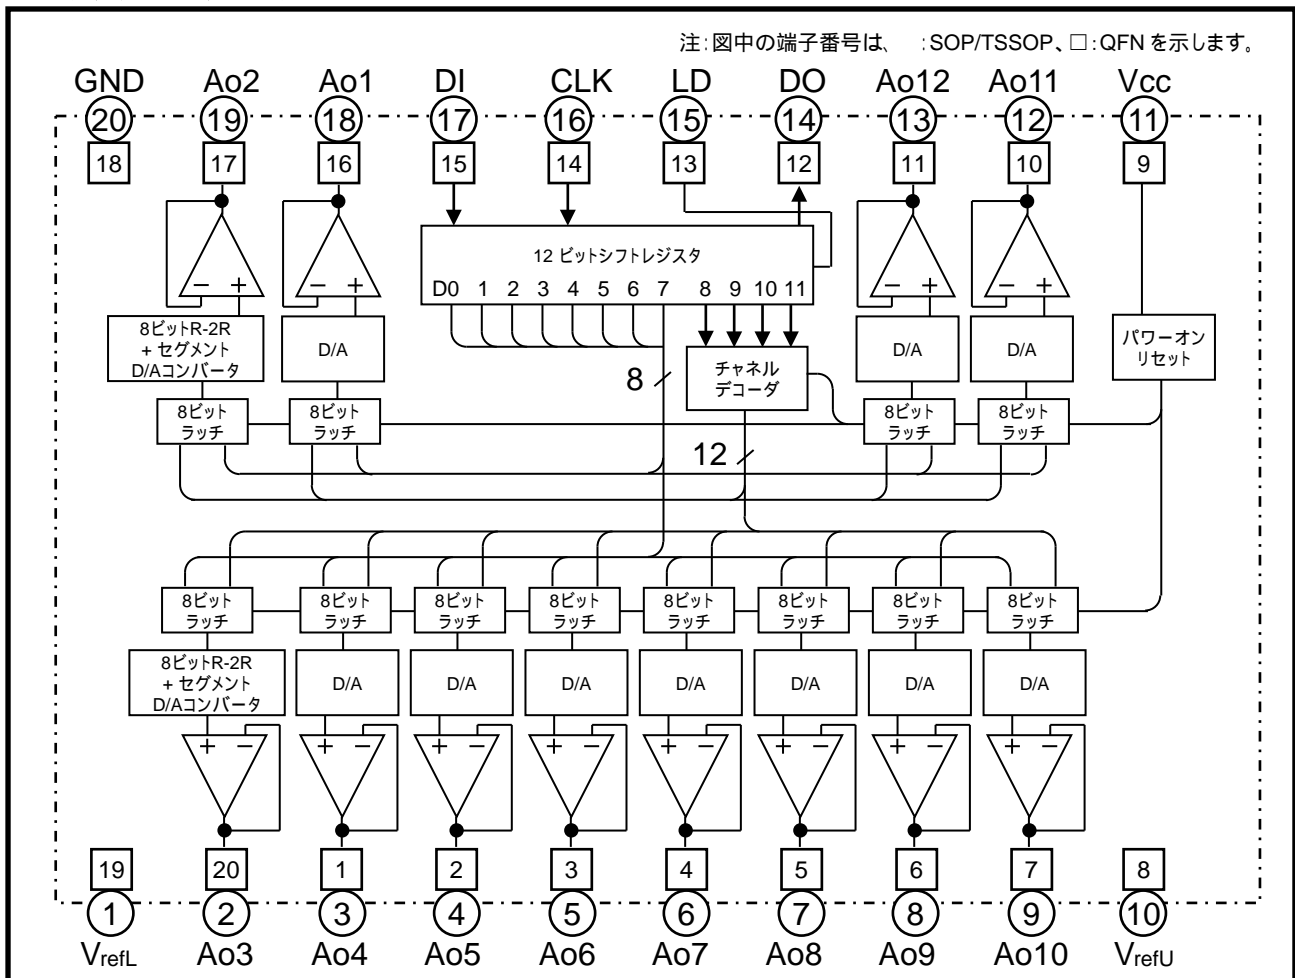 注:図中の端子番号は、 :SOP/TSSOP、□:QFN を示します。
GND Ao2 Ao1 DI CLK LD DO Ao12 Ao11 Vcc
20 19 18 17 16 15 14 13 12 11
18 17 16 15 14 13 12 11 10 9
12 ビットシフトレジスタ
D0 1 2 3 4 5 6 7 8 9 10 11
− + − + − + − +
8ビットR-2R
+ セグメント
D/Aコンバータ
D/A
チャネル
デコーダ
D/A
D/A
パワーオン
リセット
8
8ビット
ラッチ
8ビット
ラッチ
8ビット
ラッチ
8ビット
ラッチ
12
8ビット
ラッチ
8ビット
ラッチ
8ビット
ラッチ
8ビット
ラッチ
8ビット
ラッチ
8ビット
ラッチ
8ビット
ラッチ
8ビット
ラッチ
8ビットR-2R
+ セグメント
D/Aコンバータ
D/A D/A D/A D/A D/A D/A D/A
+ − + − + − + − + − + − + − + −
19 20 1 2 3 4 5 6 7 8
1 2 3 4 5 6 7 8 9 10
VrefL Ao3 Ao4 Ao5 Ao6 Ao7 Ao8 Ao9 Ao10 VrefU